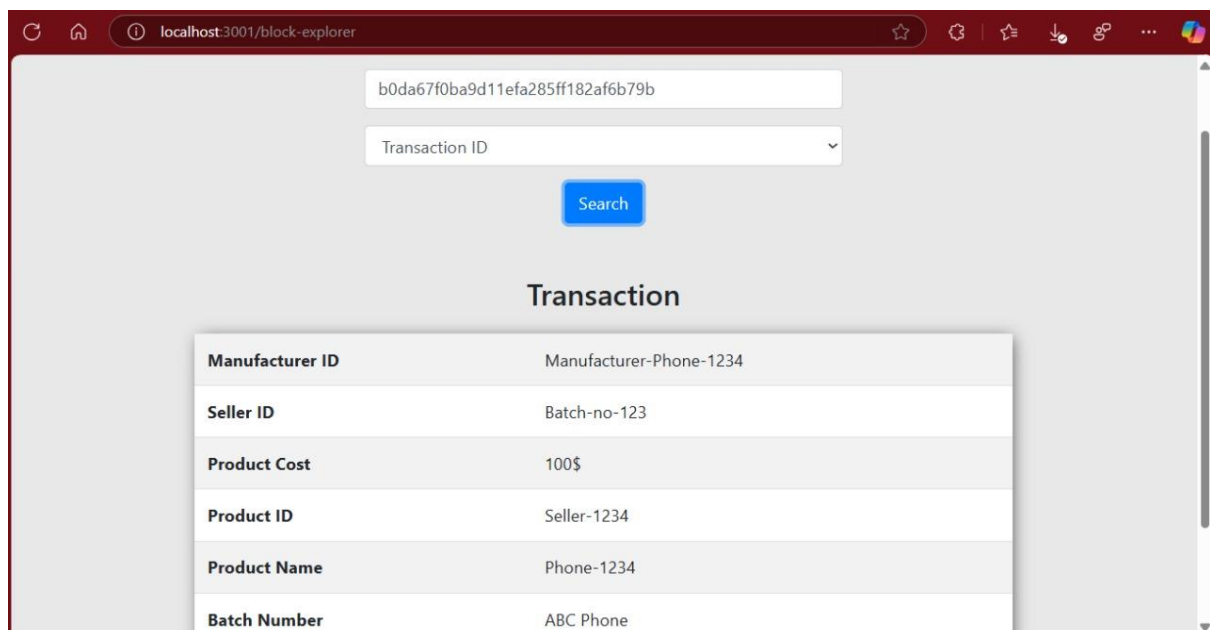 localhost:3001/block-explorer
b0da67f0ba9d11efa285ff182af6b79b
Transaction ID
Search
Transaction
Manufacturer ID Manufacturer-Phone-1234
Seller ID Batch-no-123
Product Cost 100$
Product ID Seller-1234
Product Name Phone-1234
Batch Number ABC Phone